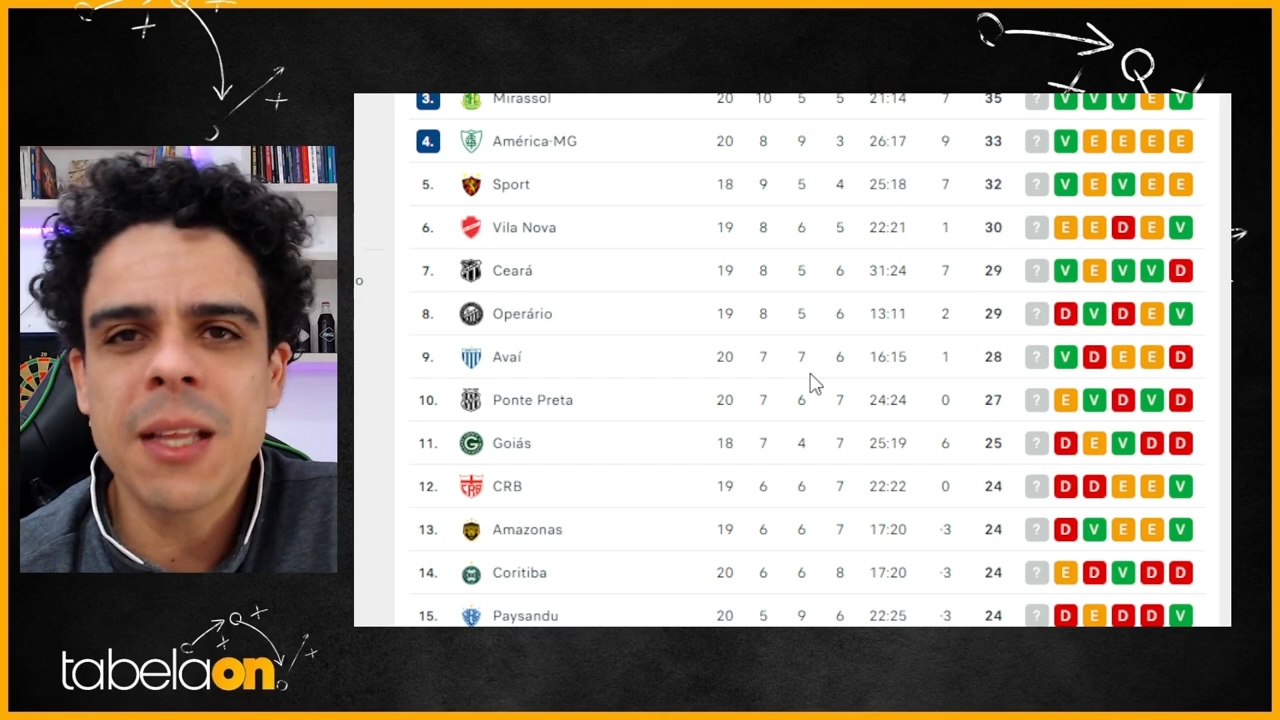 3. Mirassol 20 10 5 5 21:14 7 35 ? V V V E V
4. América-MG 20 8 9 3 26:17 9 33 ? V E E E E
5. Sport 18 9 5 4 25:18 7 32 ? V E V E E
6. Vila Nova 19 8 6 5 22:21 1 30 ? E E D E V
7. Ceará 19 8 5 6 31:24 7 29 ? V E V V D
8. Operário 19 8 5 6 13:11 2 29 ? D V D E V
9. Avaí 20 7 7 6 16:15 1 28 ? V D E E D
10. Ponte Preta 20 7 6 7 24:24 0 27 ? E V D V D
11. Goiás 18 7 4 7 25:19 6 25 ? D E V D D
12. CRB 19 6 6 7 22:22 0 24 ? D D E E V
13. Amazonas 19 6 6 7 17:20 -3 24 ? D V E E V
14. Coritiba 20 6 6 8 17:20 -3 24 ? E D V D D
15. Paysandu 20 5 9 6 22:25 -3 24 ? D E D D V
tabelaon